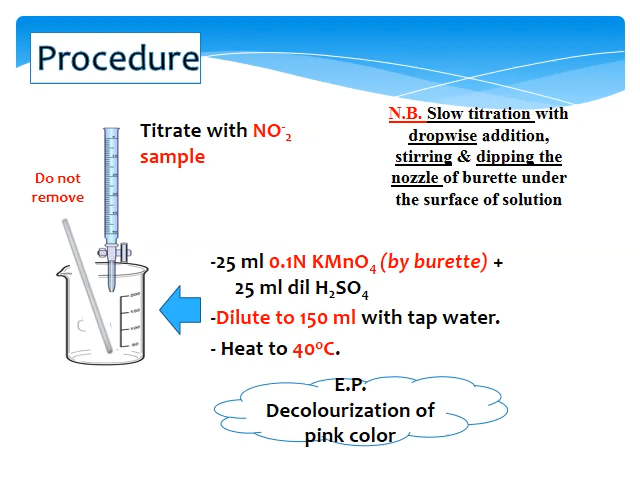 Procedure
Titrate with NO⁻₂
sample
N.B. Slow titration with
dropwise addition,
stirring & dipping the
nozzle of burette under
the surface of solution
Do not
remove
-25 ml 0.1N KMnO₄ (by burette) +
25 ml dil H₂SO₄
-Dilute to 150 ml with tap water.
- Heat to 40⁰C.
E.P.
Decolourization of
pink color